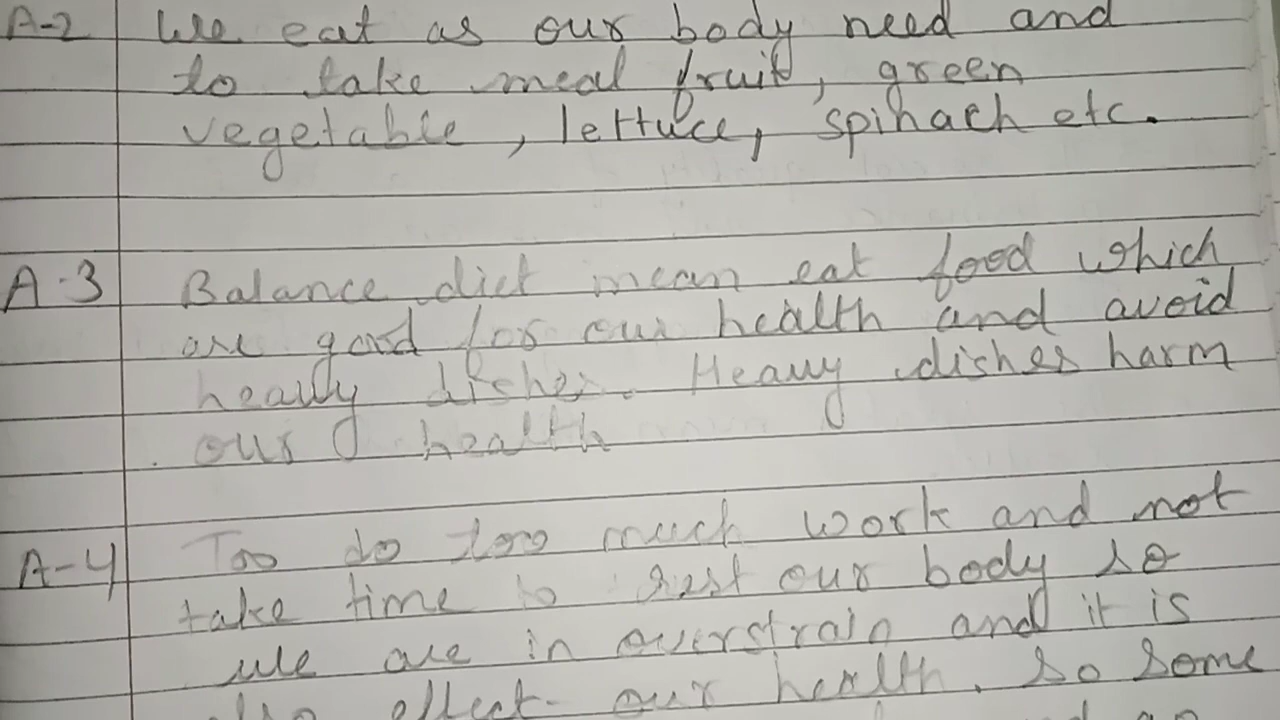 A-2 We eat as our body need and
to take meal fruit, green
vegetable, lettuce, spinach etc.
A-3 Balance diet mean eat food which
are good for our health and avoid
heavy dishes. Heavy dishes harm
our health
A-4 Too do too much work and not
take time to rest our body so
we are in overstrain and it is
also effect our health. So some